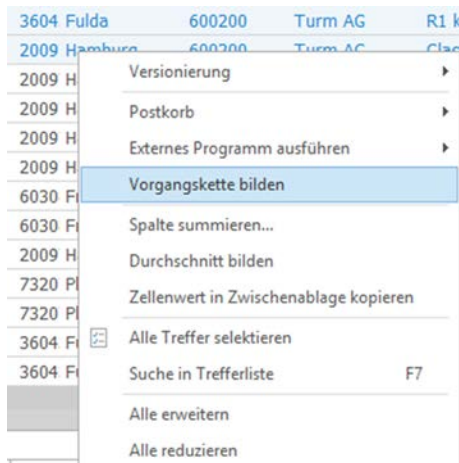 3604 Fulda 600200 Turm AG R1 k
2009 Hamburg 600200 Turm AG
2009 H Versionierung
2009 H
2009 H Postkorb
2009 H Externes Programm ausführen
6030 F Vorgangskette bilden
6030 F Spalte summieren...
2009 H Durchschnitt bilden
7320 Pl
7320 Pl Zellenwert in Zwischenablage kopieren
3604 F Alle Treffer selektieren
3604 F Suche in Trefferliste F7
Alle erweitern
Alle reduzieren